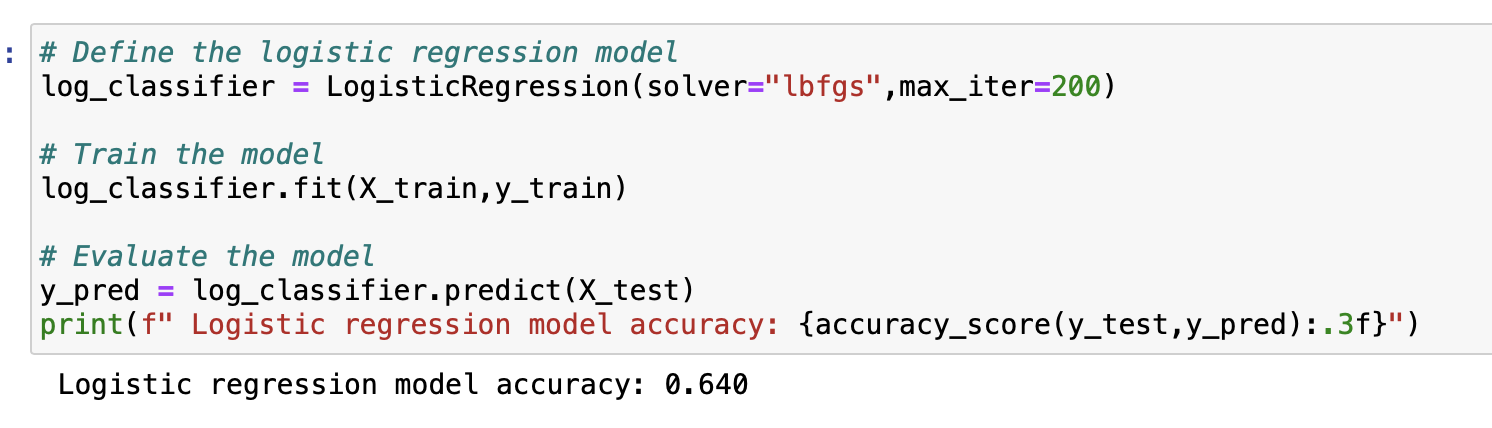 :
# Define the logistic regression model
log_classifier = LogisticRegression(solver="lbfgs",max_iter=200)
# Train the model
log_classifier.fit(X_train,y_train)
# Evaluate the model
y_pred = log_classifier.predict(X_test)
print(f" Logistic regression model accuracy: {accuracy_score(y_test,y_pred):.3f}")
Logistic regression model accuracy: 0.640